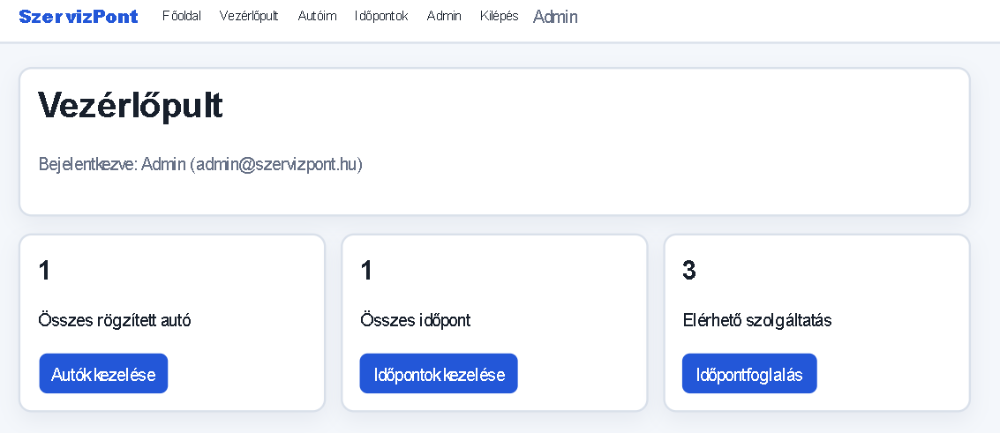 SzervizPont Főoldal Vezérlőpult Autóim Időpontok Admin Kilépés Admin
Vezérlőpult
Bejelentkezve: Admin (admin@szervizpont.hu)
1
Összes rögzített autó
Autók kezelése
1
Összes időpont
Időpontok kezelése
3
Elérhető szolgáltatás
Időpontfoglalás